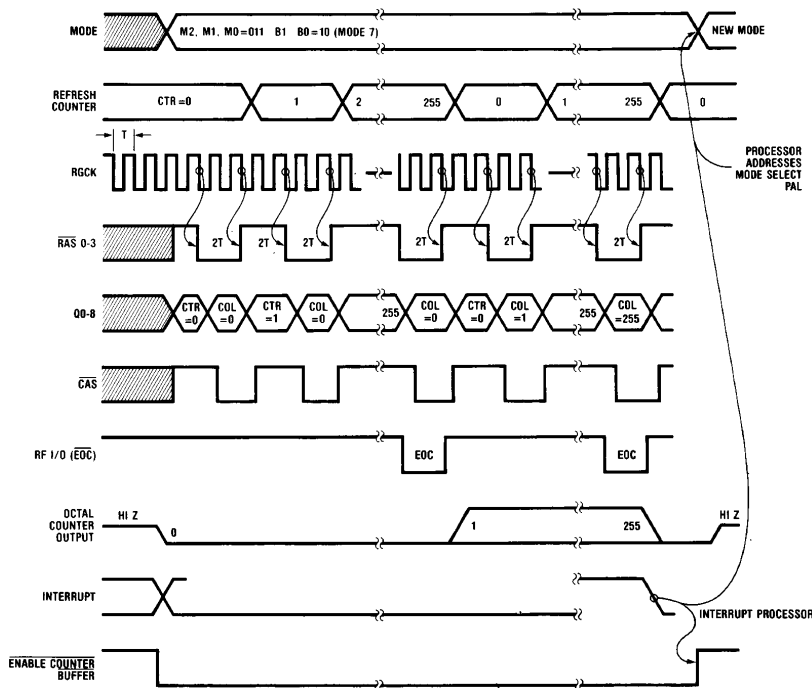 MODE
M2, M1, M0=011 B1 B0=10 (MODE 7)
NEW MODE
REFRESH
COUNTER
CTR=0
1
2
255
0
1
255
0
T
RGCK
PROCESSOR
ADDRESSES
MODE SELECT
PAL
RAS 0-3
2T
2T
2T
2T
2T
2T
2T
Q0-8
CTR
=0
COL
=0
CTR
=1
COL
=0
255
COL
=0
CTR
=0
COL
=1
255
COL
=255
CAS
RF I/O (EOC)
EOC
EOC
OCTAL
COUNTER
OUTPUT
HI Z
0
1
255
HI Z
INTERRUPT
INTERRUPT PROCESSOR
ENABLE COUNTER
BUFFER